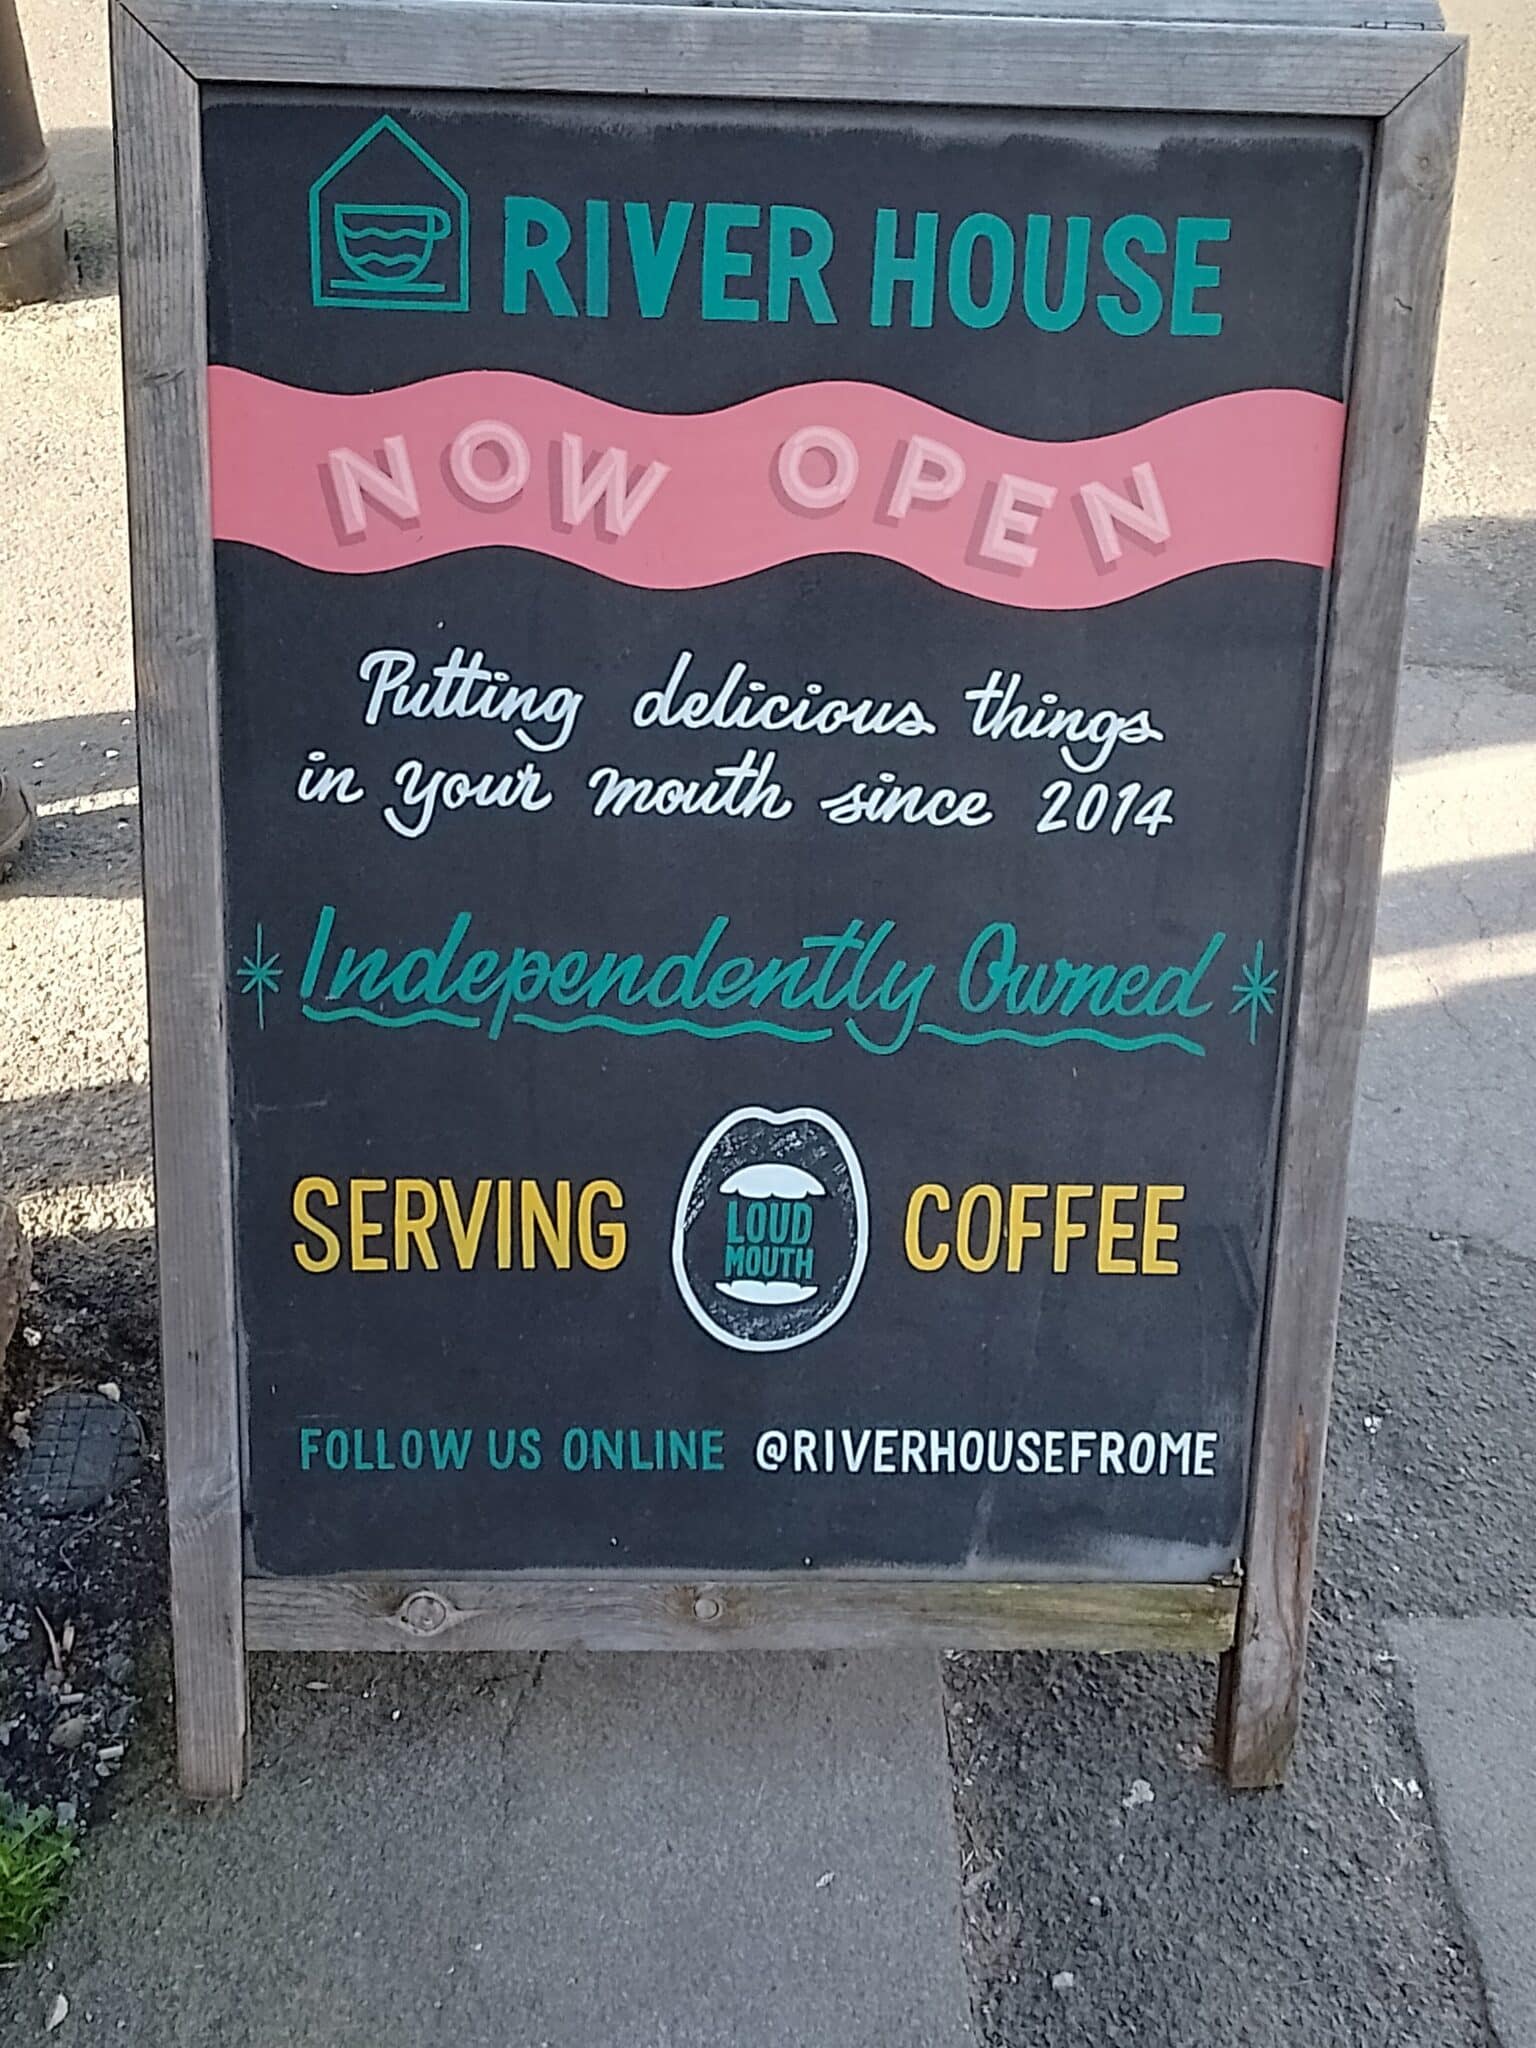 RIVER HOUSE
NOW OPEN
Putting delicious things
in your mouth since 2014
Independently Owned
SERVING LOUD MOUTH COFFEE
FOLLOW US ONLINE @RIVERHOUSEFROME